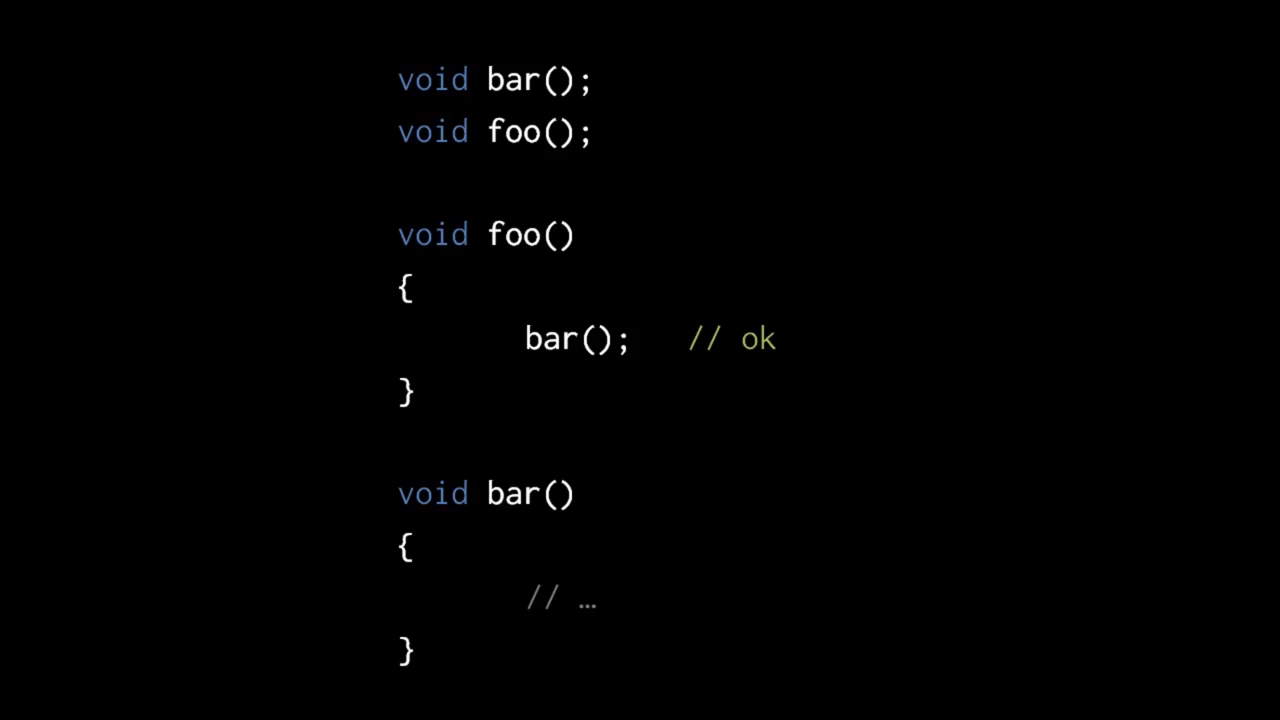 void bar();
void foo();
void foo()
{
bar(); // ok
}
void bar()
{
// …
}